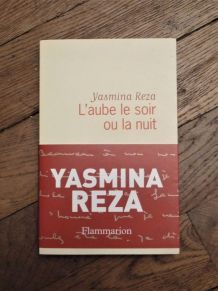 Yasmina Reza
L'aube le soir
ou la nuit
YASMINA
REZA
Flammarion